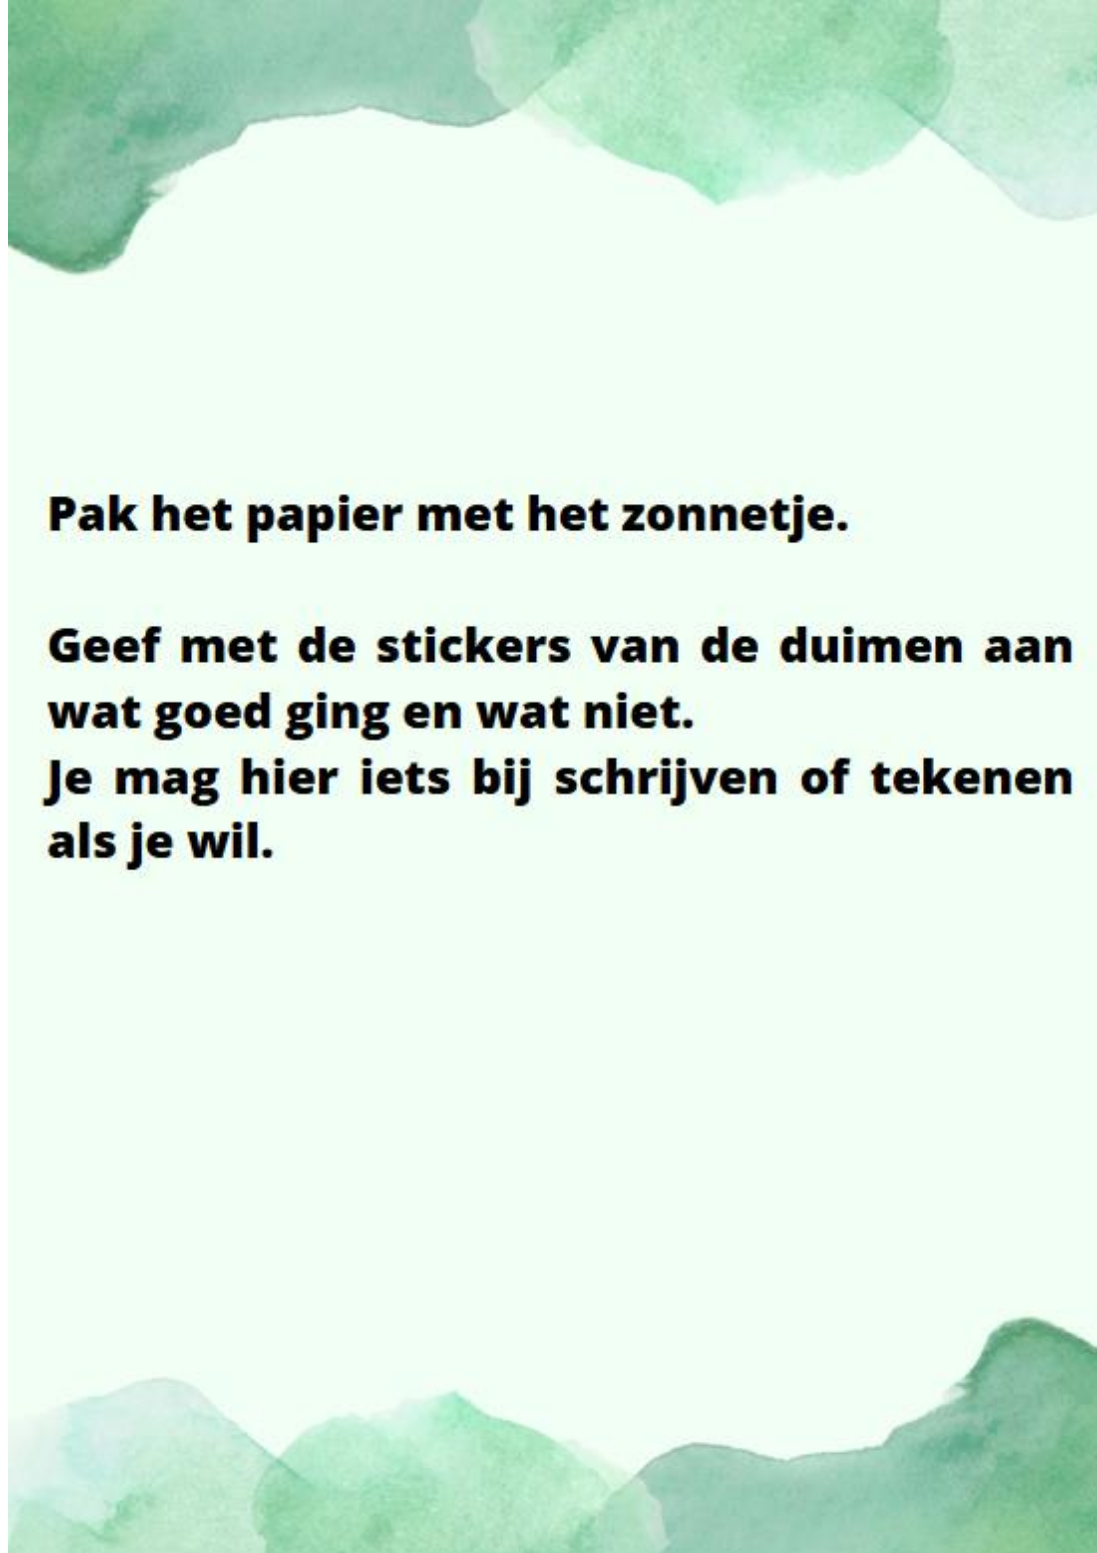 Pak het papier met het zonnetje.
Geef met de stickers van de duimen aan
wat goed ging en wat niet.
Je mag hier iets bij schrijven of tekenen
als je wil.